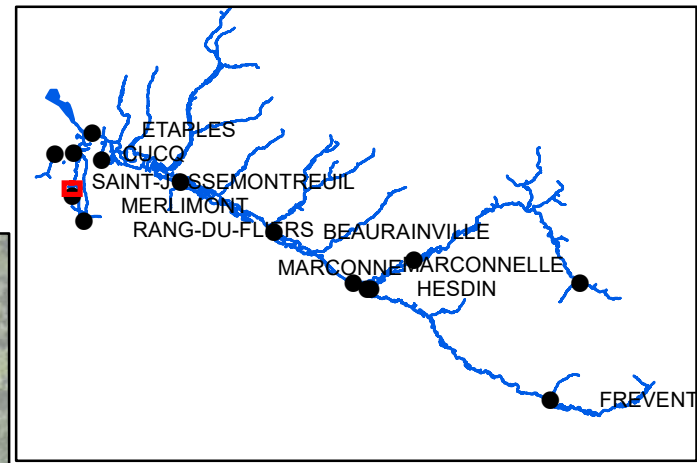 ETAPLES
CUCQ
SAINT-JOSSE
MONTREUIL
MERLIMONT
RANG-DU-FLIERS
BEAURAINVILLE
MARCONNE
MARCONNELLE
HESDIN
FREVENT